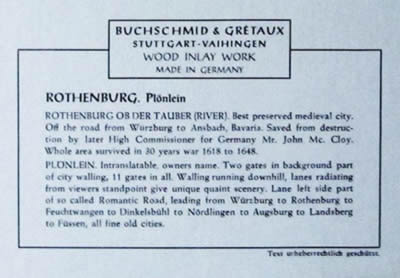 BUCHSCHMID & GRÉTAUX
STUTTGART-VAIHINGEN
WOOD INLAY WORK
MADE IN GERMANY
ROTHENBURG. Plönlein
ROTHENBURG OB DER TAUBER (RIVER). Best preserved medieval city.
Off the road from Würzburg to Ansbach, Bavaria. Saved from destruc-
tion by later High Commissioner for Germany Mr. John Mc. Cloy.
Whole area survived in 30 years war 1618 to 1648.
PLÖNLEIN. Intranslatable, owners name. Two gates in background part
of city walling, 11 gates in all. Walling running downhill, lanes radiating
from viewers standpoint give unique quaint scenery. Lane left side part
of so called Romantic Road, leading from Würzburg to Rothenburg to
Feuchtwangen to Dinkelsbühl to Nördlingen to Augsburg to Landsberg
to Füssen, all fine old cities.
Text urheberrechtlich geschützt.